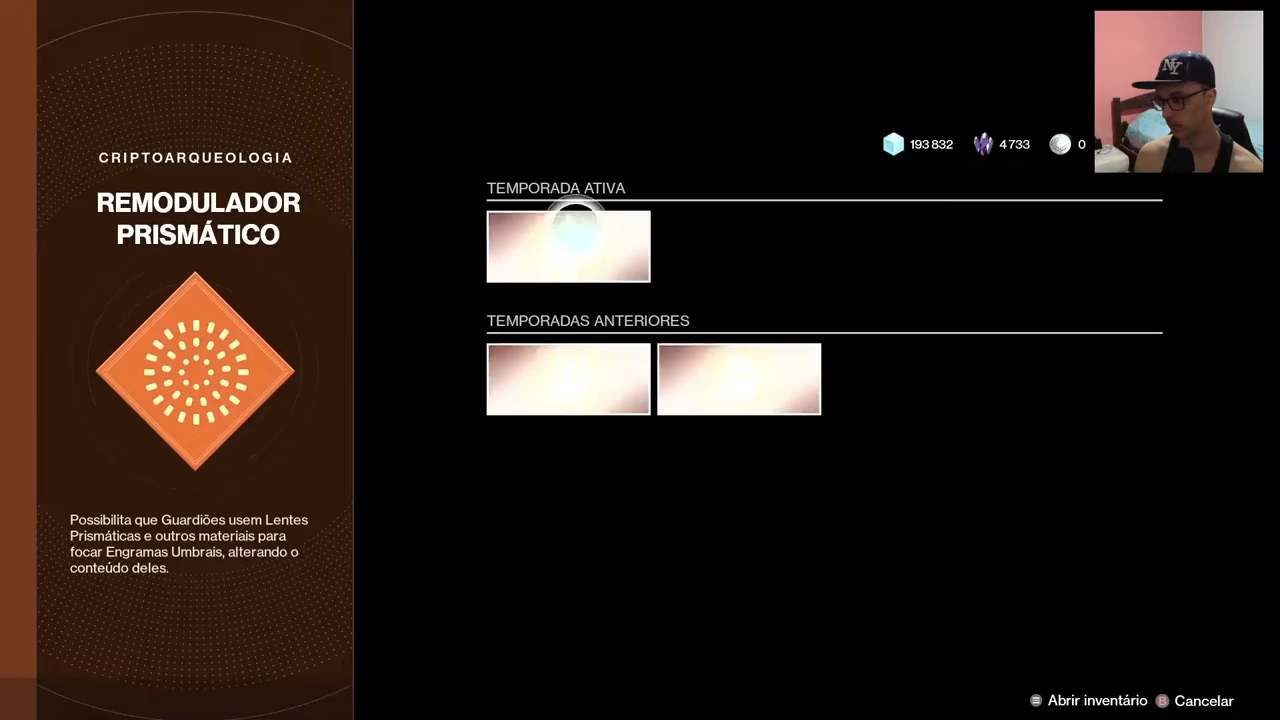 CRIPTOARQUEOLOGIA
REMODULADOR
PRISMÁTICO
Possibilita que Guardiões usem Lentes
Prismáticas e outros materiais para
focar Engramas Umbrais, alterando o
conteúdo deles.
193 832
4 733
0
NY
TEMPORADA ATIVA
TEMPORADAS ANTERIORES
Abrir inventário
B Cancelar